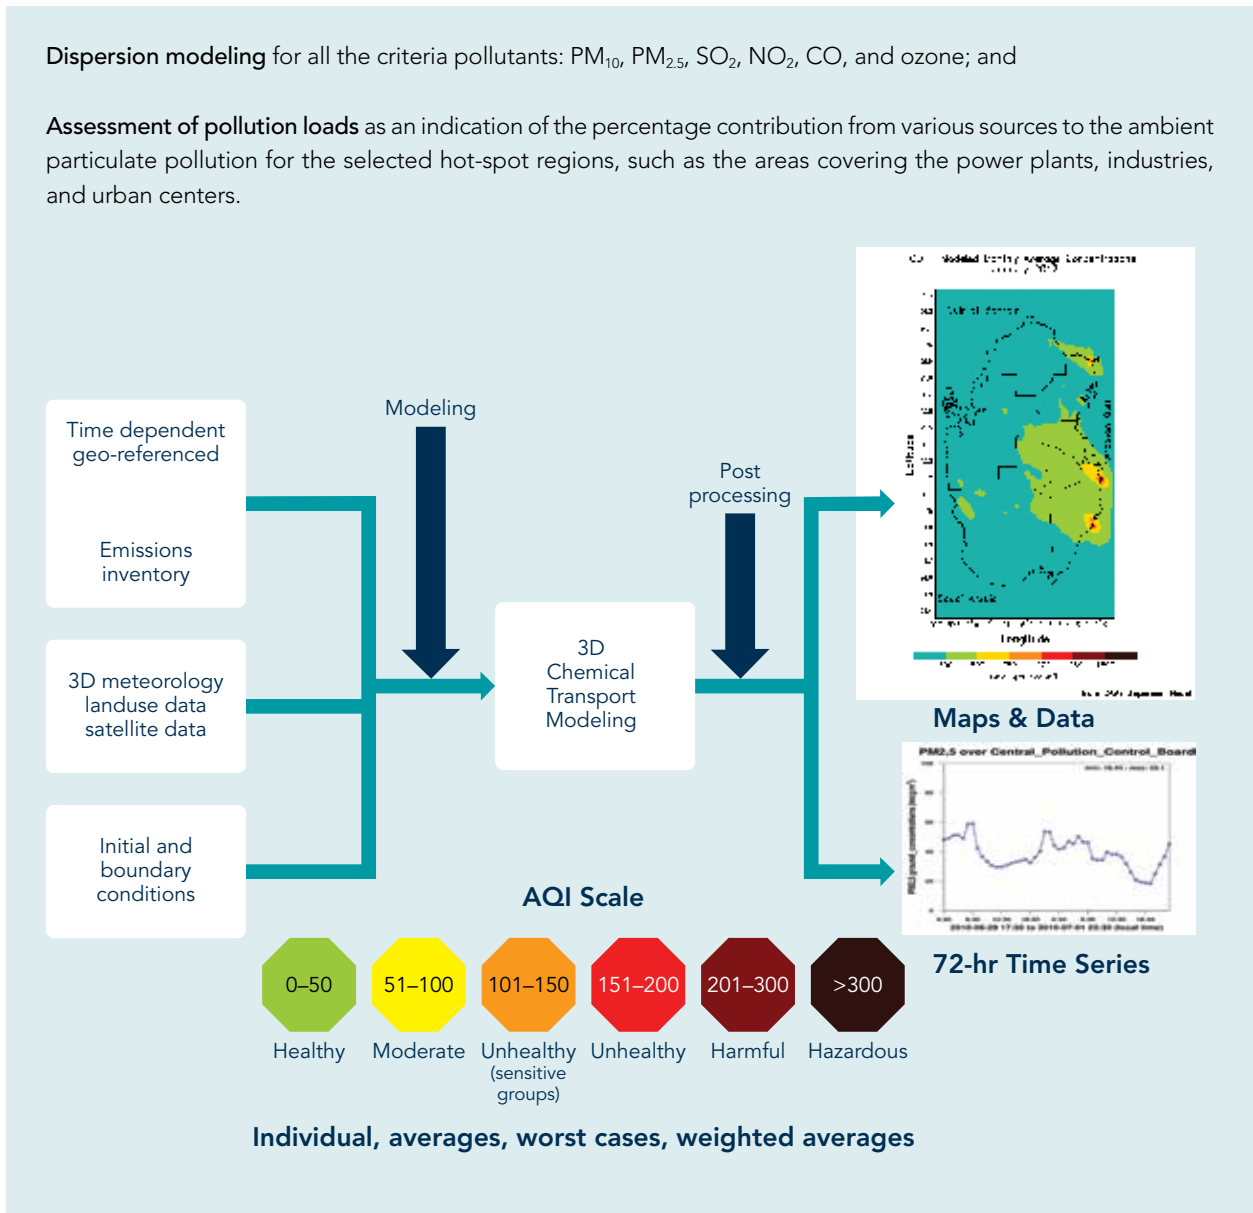 Dispersion modeling for all the criteria pollutants: PM10, PM2.5, SO2, NO2, CO, and ozone; and
Assessment of pollution loads as an indication of the percentage contribution from various sources to the ambient
particulate pollution for the selected hot-spot regions, such as the areas covering the power plants, industries,
and urban centers.
Time dependent
geo-referenced
Emissions
inventory
3D meteorology
landuse data
satellite data
Initial and
boundary
conditions
Modeling
3D
Chemical
Transport
Modeling
Post
processing
Latitude
Longitude
Maps & Data
PM2.5 over Central_Pollution_Control_Board
72-hr Time Series
AQI Scale
0–50
51–100
101–150
151–200
201–300
>300
Healthy
Moderate
Unhealthy
(sensitive
groups)
Unhealthy
Harmful
Hazardous
Individual, averages, worst cases, weighted averages